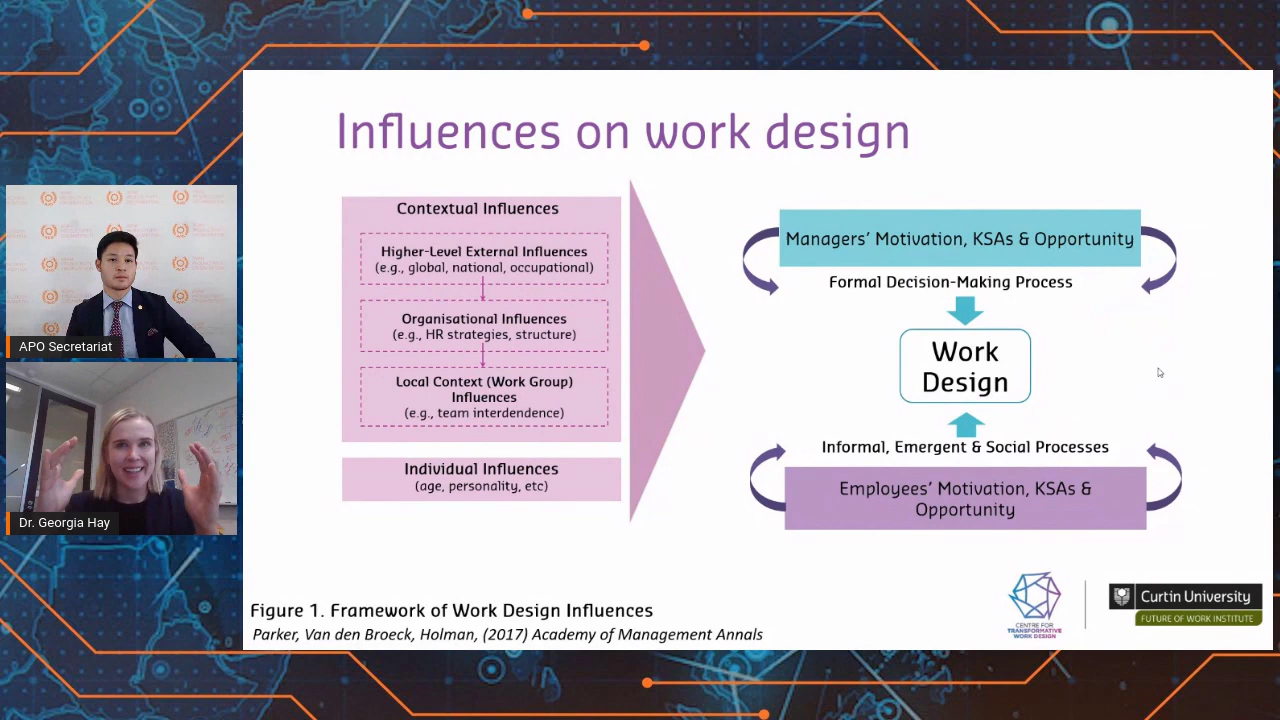 Influences on work design
Contextual Influences
Higher-Level External Influences
(e.g., global, national, occupational)
Organisational Influences
(e.g., HR strategies, structure)
Local Context (Work Group)
Influences
(e.g., team interdendence)
Individual Influences
(age, personality, etc)
Managers' Motivation, KSAs & Opportunity
Formal Decision-Making Process
Work
Design
Informal, Emergent & Social Processes
Employees' Motivation, KSAs &
Opportunity
Figure 1. Framework of Work Design Influences
Parker, Van den Broeck, Holman, (2017) Academy of Management Annals
CENTRE FOR
TRANSFORMATIVE
WORK DESIGN
Curtin University
FUTURE OF WORK INSTITUTE
APO Secretariat
Dr. Georgia Hay